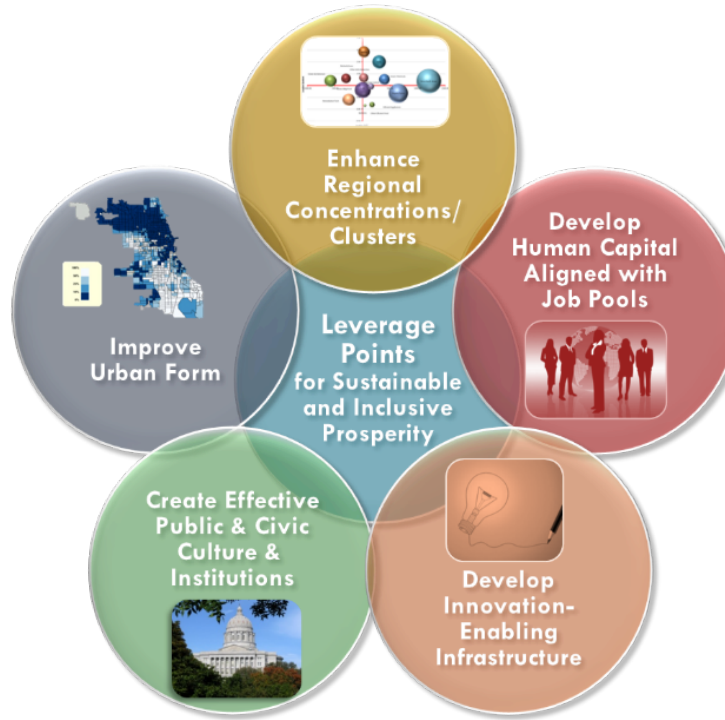 Enhance
Regional
Concentrations/
Clusters
Develop
Human Capital
Aligned with
Job Pools
Leverage
Points
for Sustainable
and Inclusive
Prosperity
Improve
Urban Form
Create Effective
Public & Civic
Culture &
Institutions
Develop
Innovation-
Enabling
Infrastructure